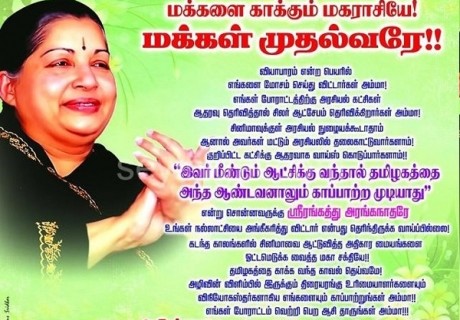 மக்களை காக்கும் மகராசியே!
மக்கள் முதல்வரே!!
வியாபாரம் என்ற பெயரில்
எங்களை மோசம் செய்து விட்டார்கள் அம்மா!
எங்கள் போராட்டத்திற்கு அரசியல் கட்சிகள்
ஆதரவு தெரிவித்தால் சிலர் ஆட்சேபம் தெரிவிக்கிறார்கள் அம்மா!
சினிமாவுக்குள் அரசியல் நுழையக்கூடாதாம்
ஆனால் அவர்கள் மட்டும் அரசியலில் தலைகாட்டுவார்களாம்!
குறிப்பிட்ட கட்சிக்கு ஆதரவாக வாய்ஸ் கொடுப்பார்களாம்!!
"இவர் மீண்டும் ஆட்சிக்கு வந்தால் தமிழகத்தை
அந்த ஆண்டவனாலும் காப்பாற்ற முடியாது"
என்று சொன்னவருக்கு ஸ்ரீரங்கத்து அரங்கநாதரே
உங்கள் நல்லாட்சியை அங்கீகரித்து விட்டார் என்பது தெரிந்திருக்க வாய்ப்பில்லை!
கடந்த காலங்களில் சினிமாவை ஆட்டுவித்த அதிகார மையங்களை
ஓட்டமெடுக்க வைத்த மகா சக்தியே!!
தமிழகத்தை காக்க வந்த காவல் தெய்வமே!
அழிவின் விளிம்பில் இருக்கும் திரையரங்கு உரிமையாளர்களையும்
விநியோகஸ்தர்களாகிய எங்களையும் காப்பாற்றுங்கள் அம்மா!!
எங்கள் போராட்டம் வெற்றி பெற ஆசி தாருங்கள் அம்மா!!!